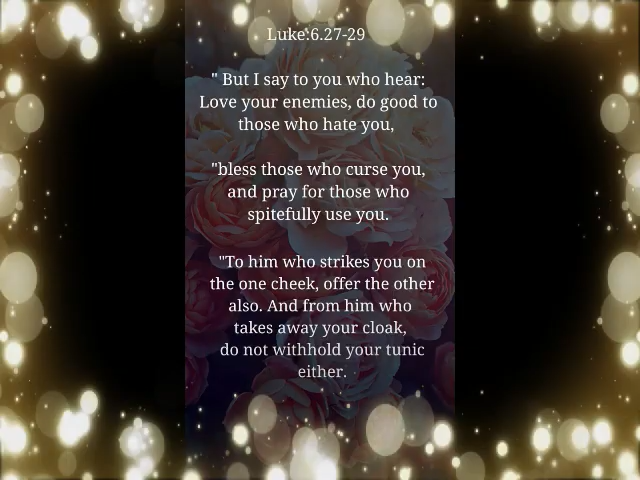 Luke:6.27-29
" But I say to you who hear:
Love your enemies, do good to
those who hate you,
"bless those who curse you,
and pray for those who
spitefully use you.
"To him who strikes you on
the one cheek, offer the other
also. And from him who
takes away your cloak,
do not withhold your tunic
either.